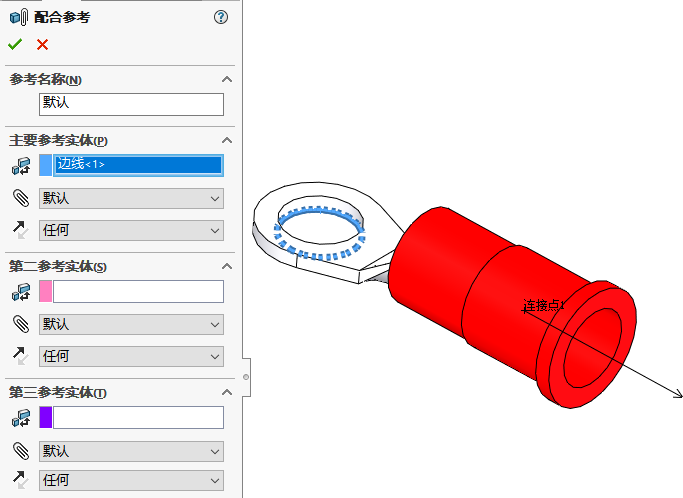 配合参考
参考名称(N)
默认
主要参考实体(P)
边线<1>
默认
任何
第二参考实体(S)
默认
任何
第三参考实体(T)
默认
任何
连接点1